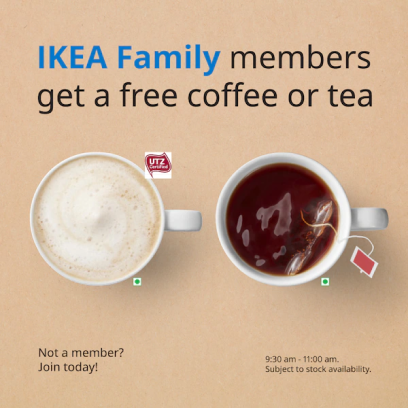 IKEA Family members
get a free coffee or tea
UTZ
Certified
Not a member?
Join today!
9:30 am - 11:00 am.
Subject to stock availability.